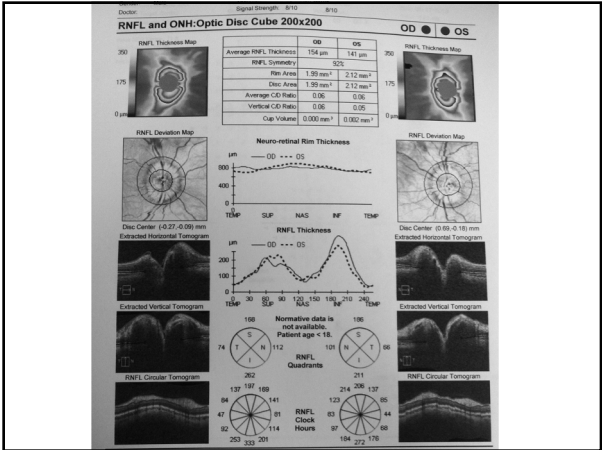 Doctor: Signal Strength: 8/10 8/10
RNFL and ONH:Optic Disc Cube 200x200 OD OS
RNFL Thickness Map
350
175
0 µm
OD OS
Average RNFL Thickness 154 µm 141 µm
RNFL Symmetry 92%
Rim Area 1.99 mm² 2.12 mm²
Disc Area 1.99 mm² 2.12 mm²
Average C/D Ratio 0.06 0.06
Vertical C/D Ratio 0.06 0.05
Cup Volume 0.000 mm³ 0.002 mm³
RNFL Thickness Map
350
175
0 µm
RNFL Deviation Map
Disc Center (-0.27,-0.09) mm
Neuro-retinal Rim Thickness
µm OD OS
800
400
0
TEMP SUP NAS INF TEMP
RNFL Deviation Map
Disc Center (0.69,-0.18) mm
Extracted Horizontal Tomogram
RNFL Thickness
µm OD OS
200
100
0
0 30 60 90 120 150 180 210 240
TEMP SUP NAS INF TEMP
Extracted Horizontal Tomogram
Extracted Vertical Tomogram
Normative data is
not available.
Patient age < 18.
Extracted Vertical Tomogram
188
S
74 T N 112
I
262
RNFL
Quadrants
186
S
101 N T 66
I
211
RNFL Circular Tomogram
137 197 169
84 141
47 81
92 114
263 333 201
RNFL
Clock
Hours
214 206 137
123 85
83 44
97 68
184 272 176
RNFL Circular Tomogram